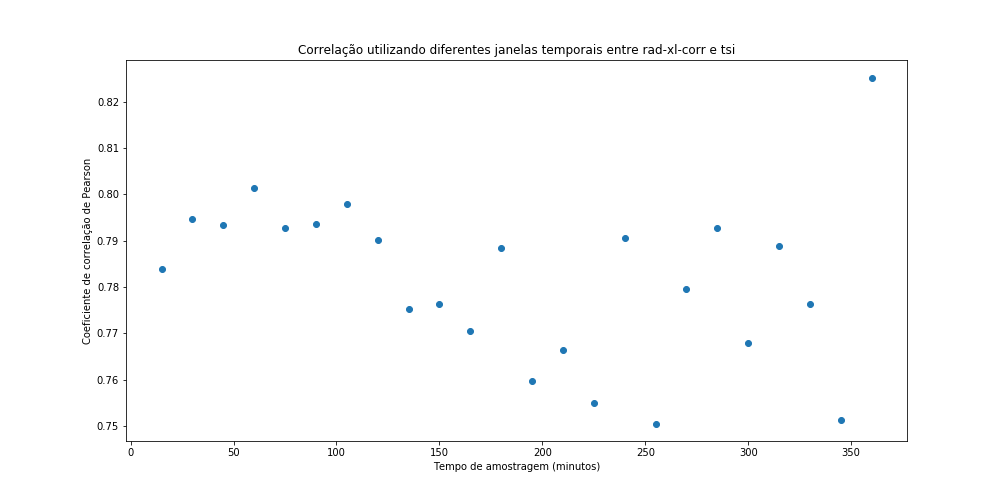 Correlação utilizando diferentes janelas temporais entre rad-xl-corr e tsi
Coeficiente de correlação de Pearson
0.82
0.81
0.80
0.79
0.78
0.77
0.76
0.75
0 50 100 150 200 250 300 350
Tempo de amostragem (minutos)